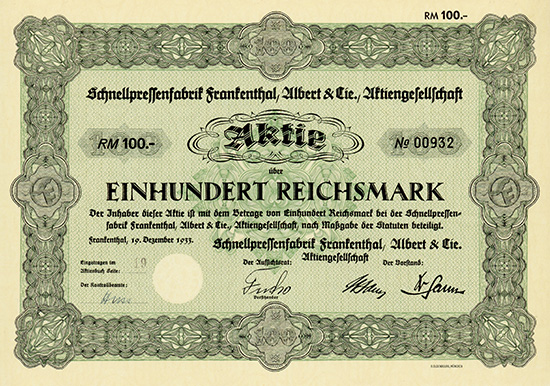 RM 100.-
100
Schnellpressenfabrik Frankenthal, Albert & Cie., Aktiengesellschaft
RM 100.- Aktie № 00932
über
EINHUNDERT REICHSMARK
Der Inhaber dieser Aktie ist mit dem Betrage von Einhundert Reichsmark bei der Schnellpressen-
fabrik Frankenthal, Albert & Cie., Aktiengesellschaft, nach Maßgabe der Statuten beteiligt.
Frankenthal, 19. Dezember 1933.
Schnellpressenfabrik Frankenthal, Albert & Cie.
Aktiengesellschaft
Eingetragen im
Aktienbuch Seite: 19
Der Aufsichtsrat: Der Vorstand:
Der Kontrollbeamte:
Vorsitzender
100